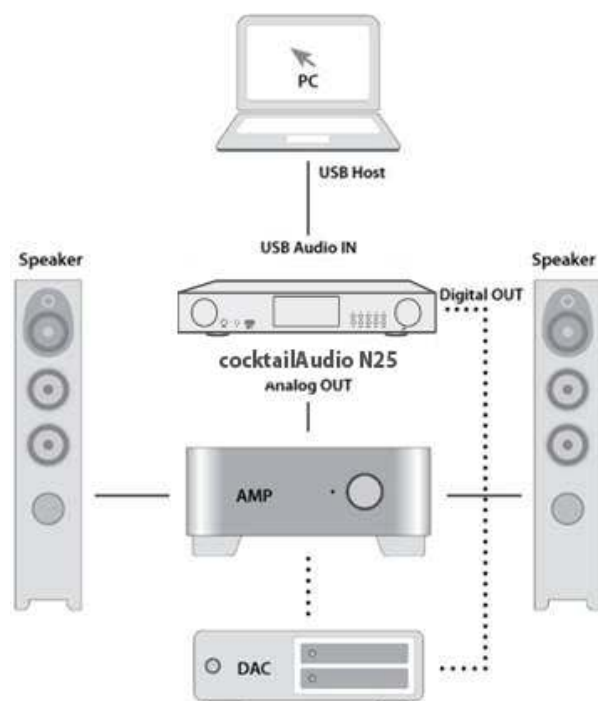 PC
USB Host
USB Audio IN
Speaker
Speaker
Digital OUT
cocktailAudio N25
Analog OUT
AMP
DAC